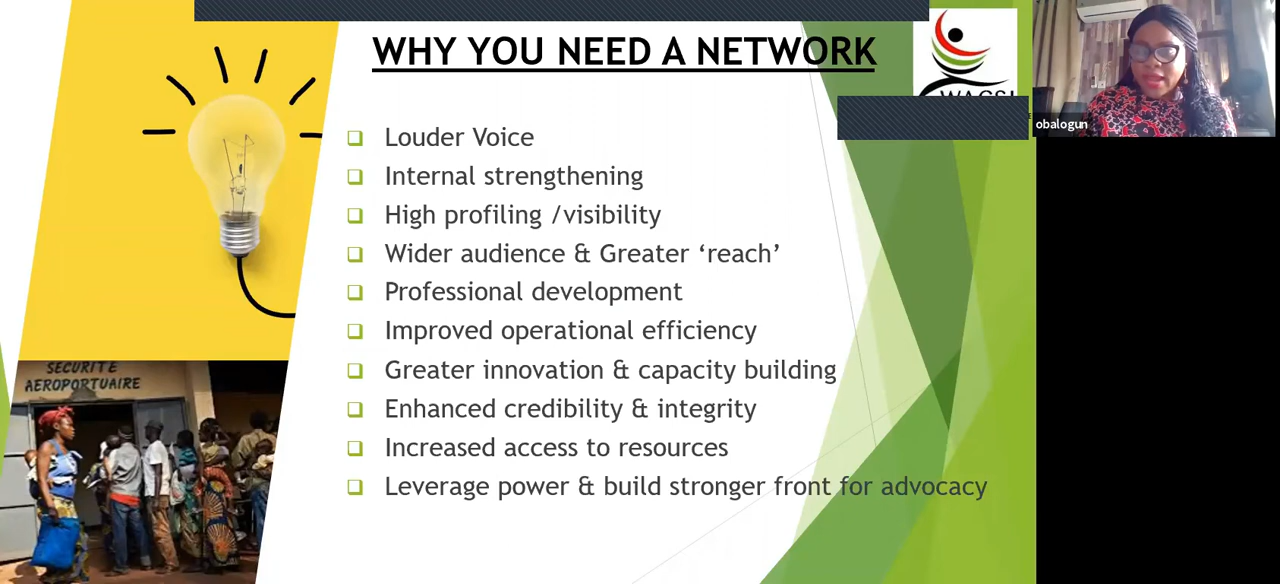 WHY YOU NEED A NETWORK
WACSI
obalogun
Louder Voice
Internal strengthening
High profiling /visibility
Wider audience & Greater ‘reach’
Professional development
Improved operational efficiency
Greater innovation & capacity building
Enhanced credibility & integrity
Increased access to resources
Leverage power & build stronger front for advocacy
SECURITE
AEROPORTUAIRE